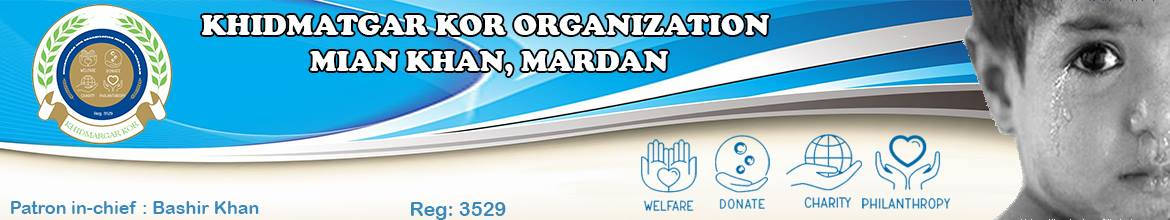 KHIDMATGAR KOR ORGANIZATION
MIAN KHAN, MARDAN
WELFARE DONATE
CHARITY PHILANTHROPY
Reg. 3529
KHIDMARGAR KOR
WELFARE DONATE CHARITY PHILANTHROPY
Patron in-chief : Bashir Khan
Reg: 3529